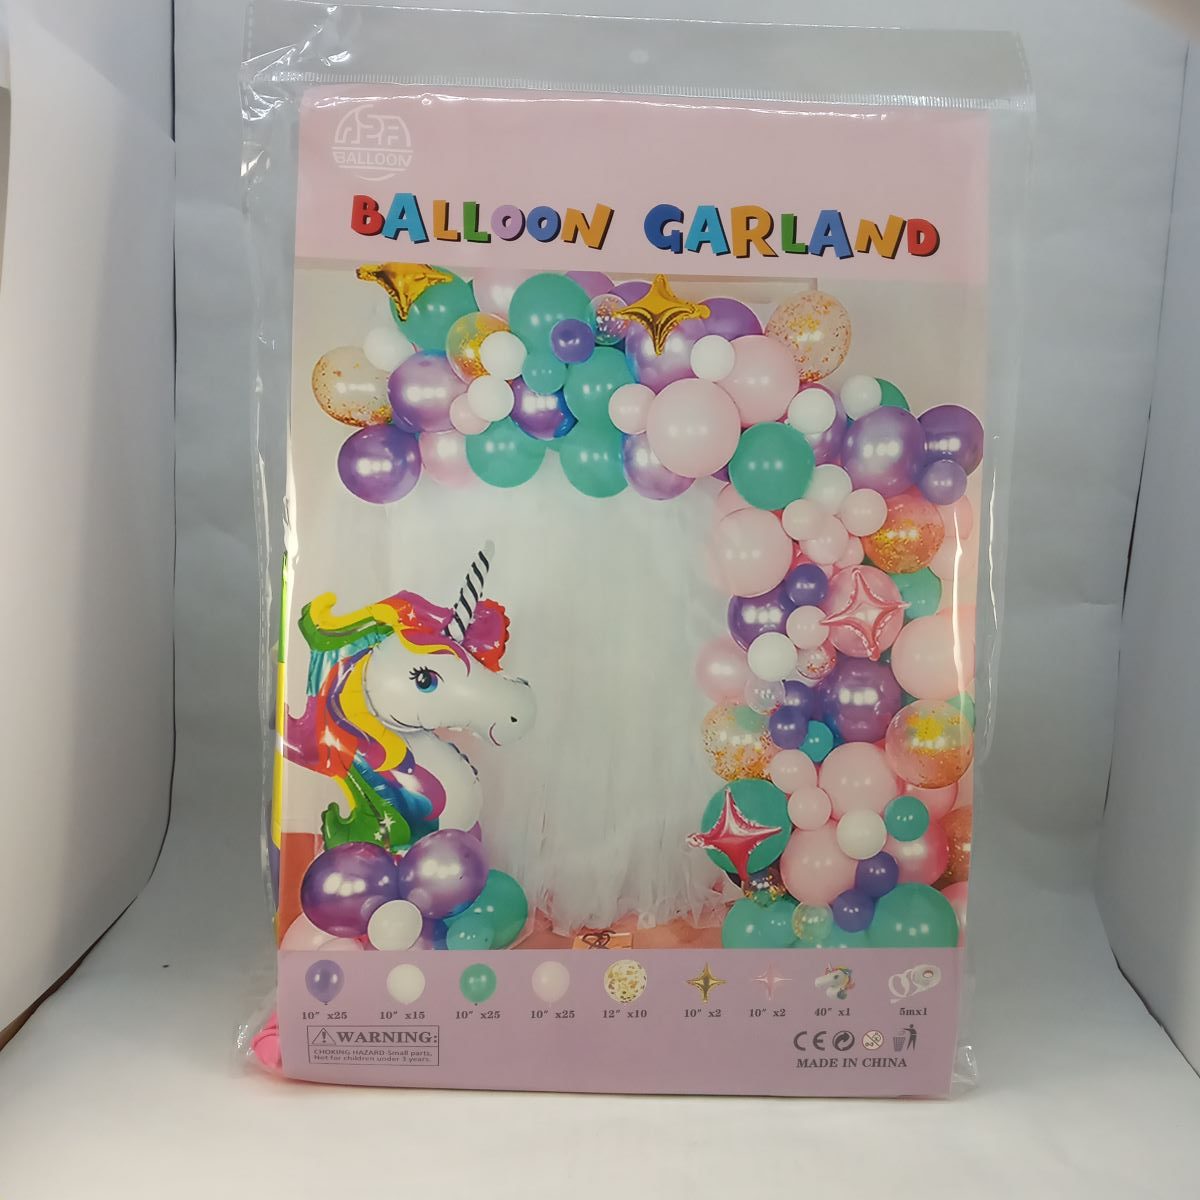 BALLOON
BALLOON GARLAND
10" x25 10" x15 10" x25 10" x25 12" x10 10" x2 10" x2 40" x1 5mx1
WARNING:
CHOKING HAZARD-Small parts,
Not for children under 3 years.
CE
MADE IN CHINA